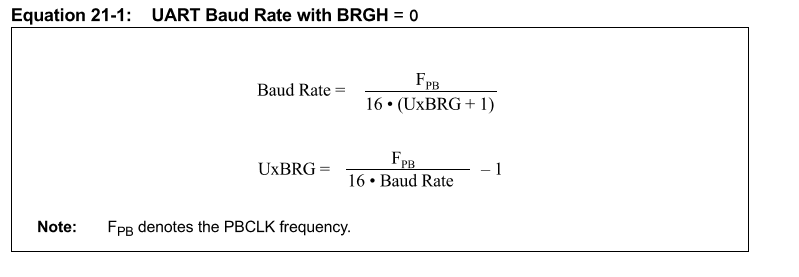 Equation 21-1: UART Baud Rate with BRGH = 0
F_PB
Baud Rate =
16 • (UxBRG + 1)
F_PB
UxBRG = – 1
16 • Baud Rate
Note: F_PB denotes the PBCLK frequency.